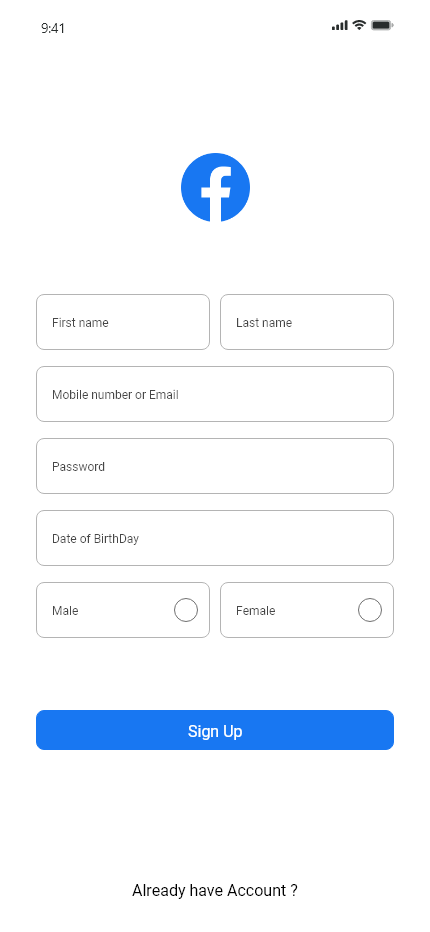 9:41
First name
Last name
Mobile number or Email
Password
Date of BirthDay
Male
Female
Sign Up
Already have Account ?